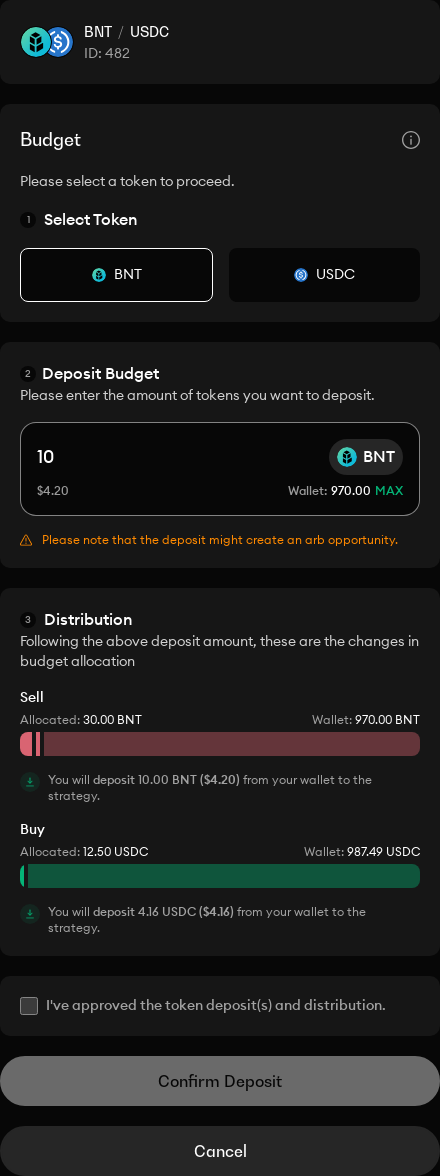 BNT / USDC
ID: 482
Budget
Please select a token to proceed.
1 Select Token
BNT USDC
2 Deposit Budget
Please enter the amount of tokens you want to deposit.
10 BNT
$4.20 Wallet: 970.00 MAX
Please note that the deposit might create an arb opportunity.
3 Distribution
Following the above deposit amount, these are the changes in
budget allocation
Sell
Allocated: 30.00 BNT Wallet: 970.00 BNT
You will deposit 10.00 BNT ($4.20) from your wallet to the
strategy.
Buy
Allocated: 12.50 USDC Wallet: 987.49 USDC
You will deposit 4.16 USDC ($4.16) from your wallet to the
strategy.
I've approved the token deposit(s) and distribution.
Confirm Deposit
Cancel